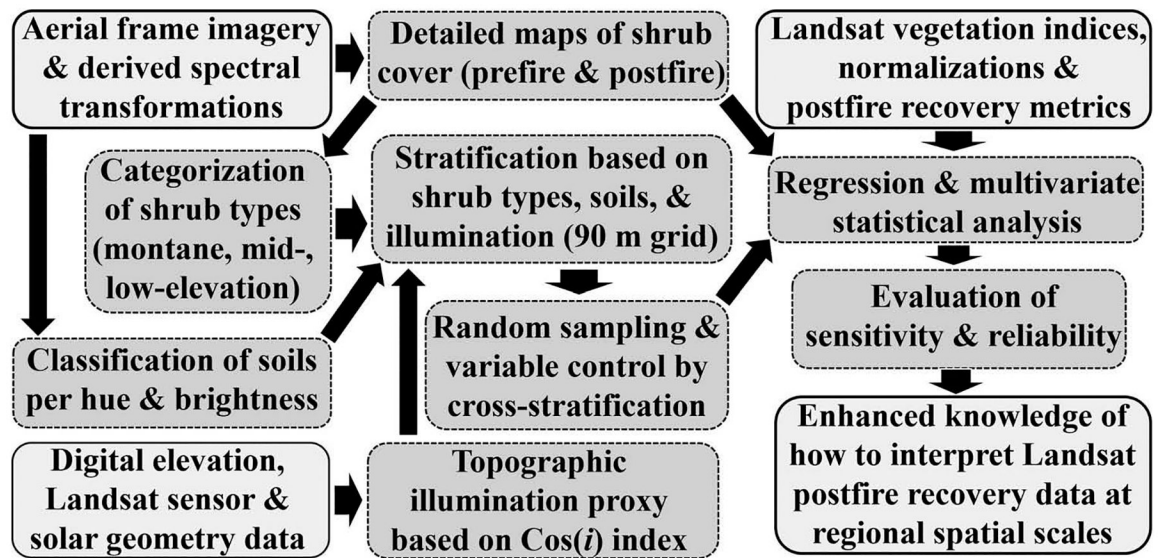 Aerial frame imagery
& derived spectral
transformations
Detailed maps of shrub
cover (prefire & postfire)
Landsat vegetation indices,
normalizations &
postfire recovery metrics
Categorization
of shrub types
(montane, mid-,
low-elevation)
Stratification based on
shrub types, soils, &
illumination (90 m grid)
Regression & multivariate
statistical analysis
Classification of soils
per hue & brightness
Random sampling &
variable control by
cross-stratification
Evaluation of
sensitivity & reliability
Digital elevation,
Landsat sensor &
solar geometry data
Topographic
illumination proxy
based on Cos(i) index
Enhanced knowledge of
how to interpret Landsat
postfire recovery data at
regional spatial scales